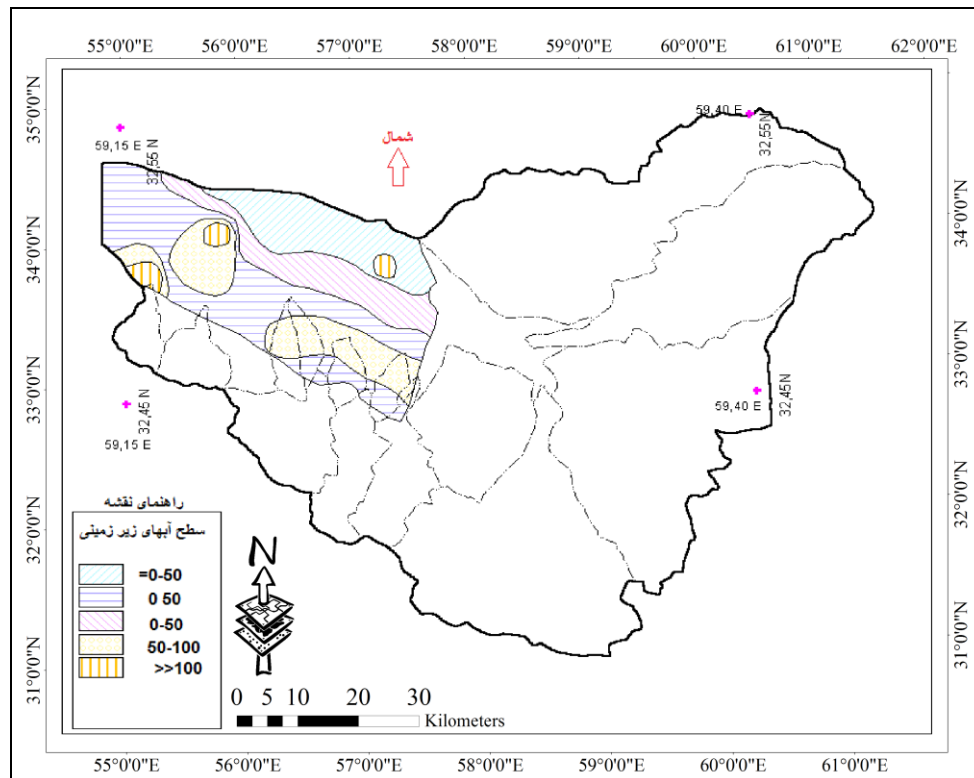 55°0'0"E 56°0'0"E 57°0'0"E 58°0'0"E 59°0'0"E 60°0'0"E 61°0'0"E 62°0'0"E
35°0'0"N
34°0'0"N
33°0'0"N
32°0'0"N
31°0'0"N
59,15 E
32,55 N
شمال
59,40 E
32,55 N
59,15 E
32,45 N
59,40 E
32,45 N
راهنمای نقشه
سطح آبهای زیر زمینی
=0-50
0 50
0-50
50-100
>>100
N
0 5 10 20 30
Kilometers
34°0'0"N
33°0'0"N
32°0'0"N
31°0'0"N
55°0'0"E 56°0'0"E 57°0'0"E 58°0'0"E 59°0'0"E 60°0'0"E 61°0'0"E